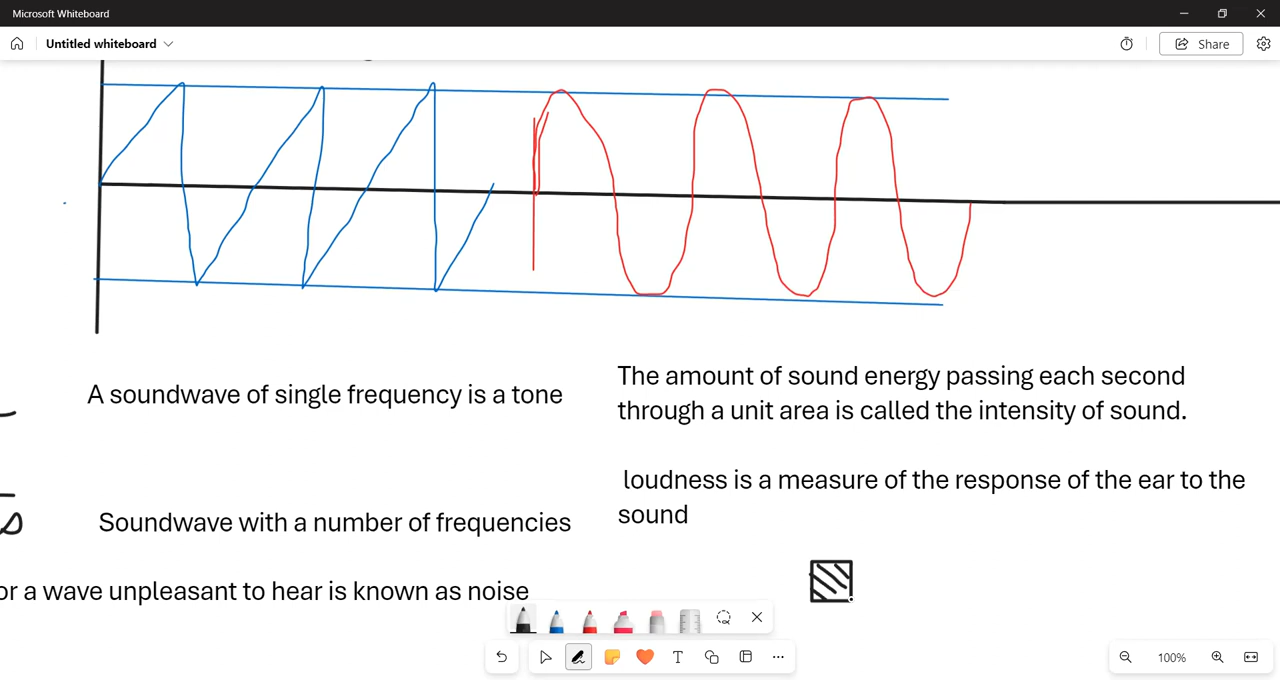 Microsoft Whiteboard
Untitled whiteboard
Share
A soundwave of single frequency is a tone
The amount of sound energy passing each second
through a unit area is called the intensity of sound.
loudness is a measure of the response of the ear to the
sound
Soundwave with a number of frequencies
or a wave unpleasant to hear is known as noise
100%